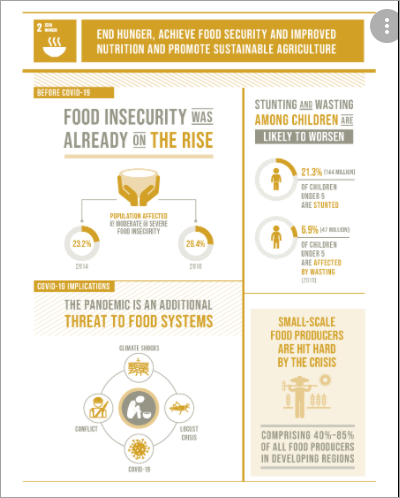 2 ZERO
HUNGER
END HUNGER, ACHIEVE FOOD SECURITY AND IMPROVED
NUTRITION AND PROMOTE SUSTAINABLE AGRICULTURE
BEFORE COVID-19
FOOD INSECURITY WAS
ALREADY ON THE RISE
POPULATION AFFECTED
BY MODERATE OR SEVERE
FOOD INSECURITY
23.2%
2014
26.4%
2018
STUNTING AND WASTING
AMONG CHILDREN ARE
LIKELY TO WORSEN
21.3% (144 MILLION)
OF CHILDREN
UNDER 5
ARE STUNTED
6.9% (47 MILLION)
OF CHILDREN
UNDER 5
ARE AFFECTED
BY WASTING
(2019)
COVID-19 IMPLICATIONS
THE PANDEMIC IS AN ADDITIONAL
THREAT TO FOOD SYSTEMS
CLIMATE SHOCKS
CONFLICT
LOCUST
CRISIS
COVID-19
SMALL-SCALE
FOOD PRODUCERS
ARE HIT HARD
BY THE CRISIS
COMPRISING 40%-85%
OF ALL FOOD PRODUCERS
IN DEVELOPING REGIONS